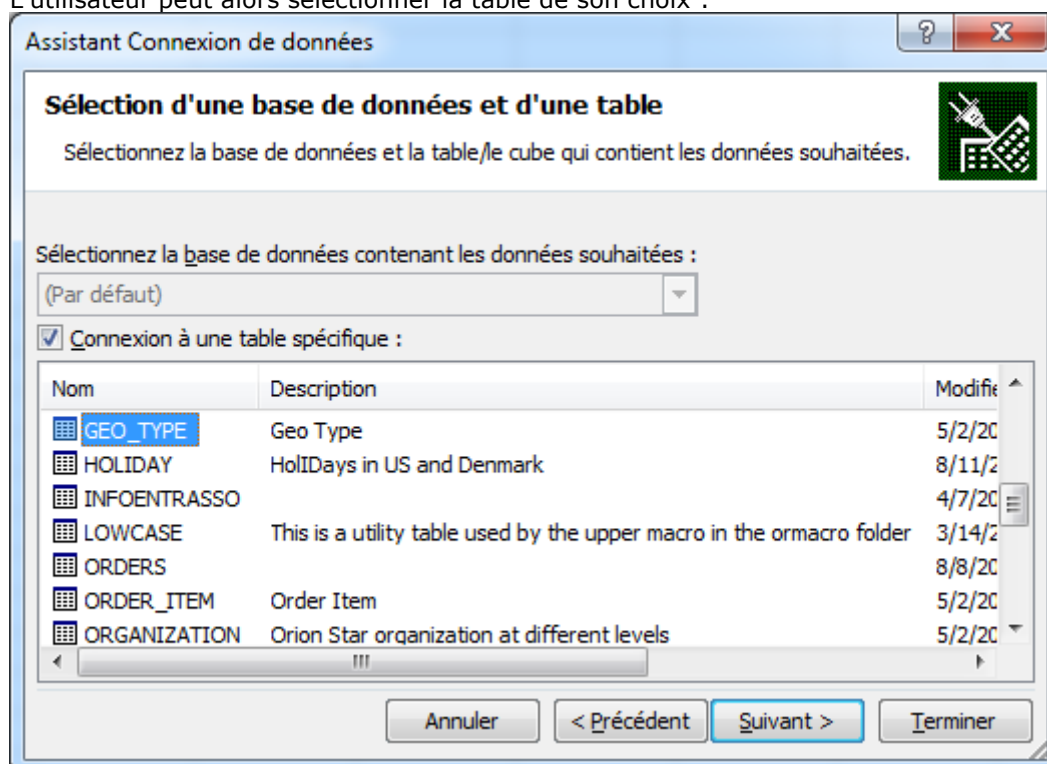 L'utilisateur peut alors sélectionner la table de son choix :
Assistant Connexion de données
Sélection d'une base de données et d'une table
Sélectionnez la base de données et la table/le cube qui contient les données souhaitées.
Sélectionnez la base de données contenant les données souhaitées :
(Par défaut)
Connexion à une table spécifique :
Nom Description Modifie
GEO_TYPE Geo Type 5/2/20
HOLIDAY HolIDays in US and Denmark 8/11/2
INFOENTRASSO 4/7/20
LOWCASE This is a utility table used by the upper macro in the ormacro folder 3/14/2
ORDERS 8/8/20
ORDER_ITEM Order Item 5/2/20
ORGANIZATION Orion Star organization at different levels 5/2/20
Annuler < Précédent Suivant > Terminer